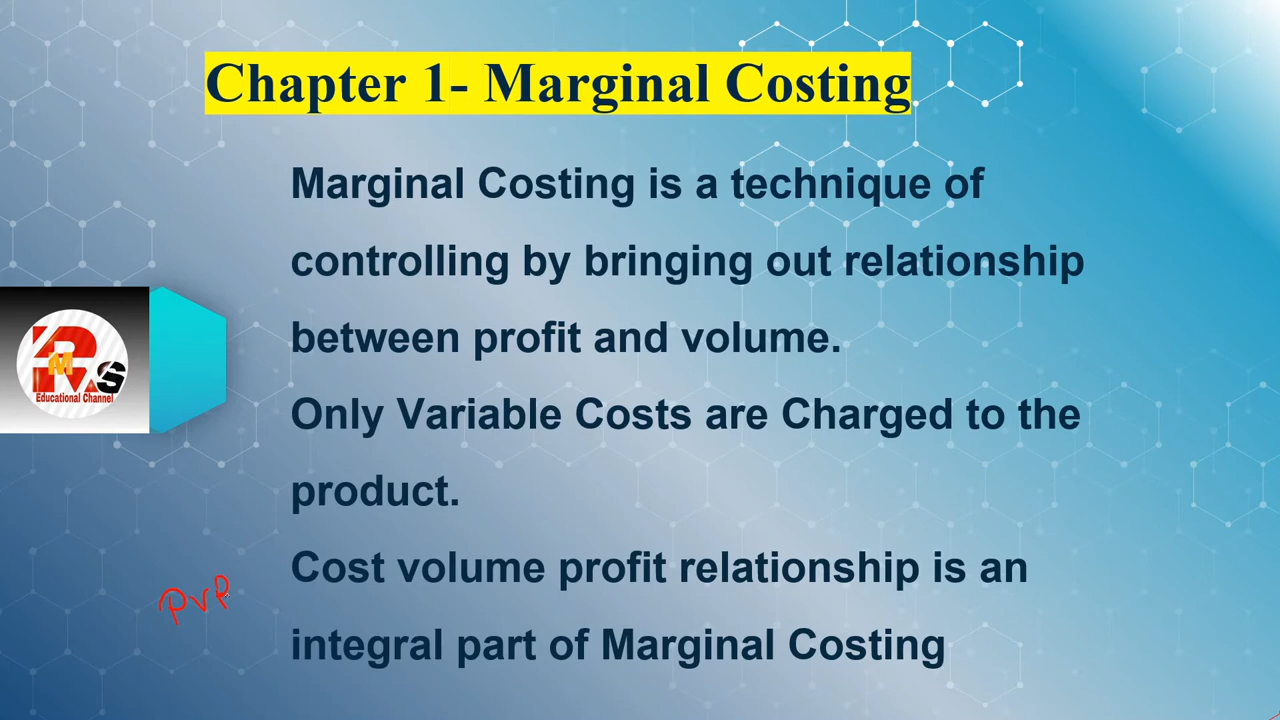 Chapter 1- Marginal Costing
Marginal Costing is a technique of
controlling by bringing out relationship
between profit and volume.
Only Variable Costs are Charged to the
product.
Cost volume profit relationship is an
integral part of Marginal Costing
M
s
Educational Channel
PVP